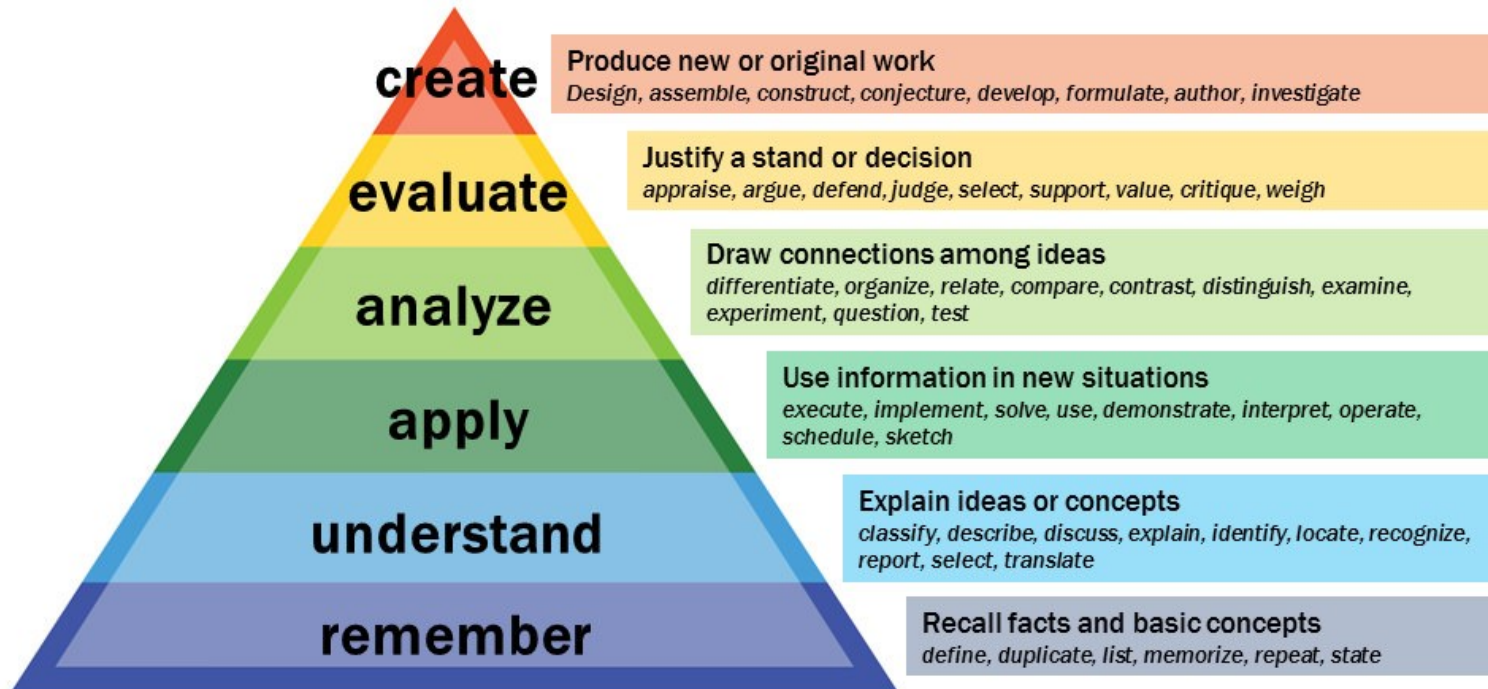 create
Produce new or original work
Design, assemble, construct, conjecture, develop, formulate, author, investigate
evaluate
Justify a stand or decision
appraise, argue, defend, judge, select, support, value, critique, weigh
analyze
Draw connections among ideas
differentiate, organize, relate, compare, contrast, distinguish, examine,
experiment, question, test
apply
Use information in new situations
execute, implement, solve, use, demonstrate, interpret, operate,
schedule, sketch
understand
Explain ideas or concepts
classify, describe, discuss, explain, identify, locate, recognize,
report, select, translate
remember
Recall facts and basic concepts
define, duplicate, list, memorize, repeat, state